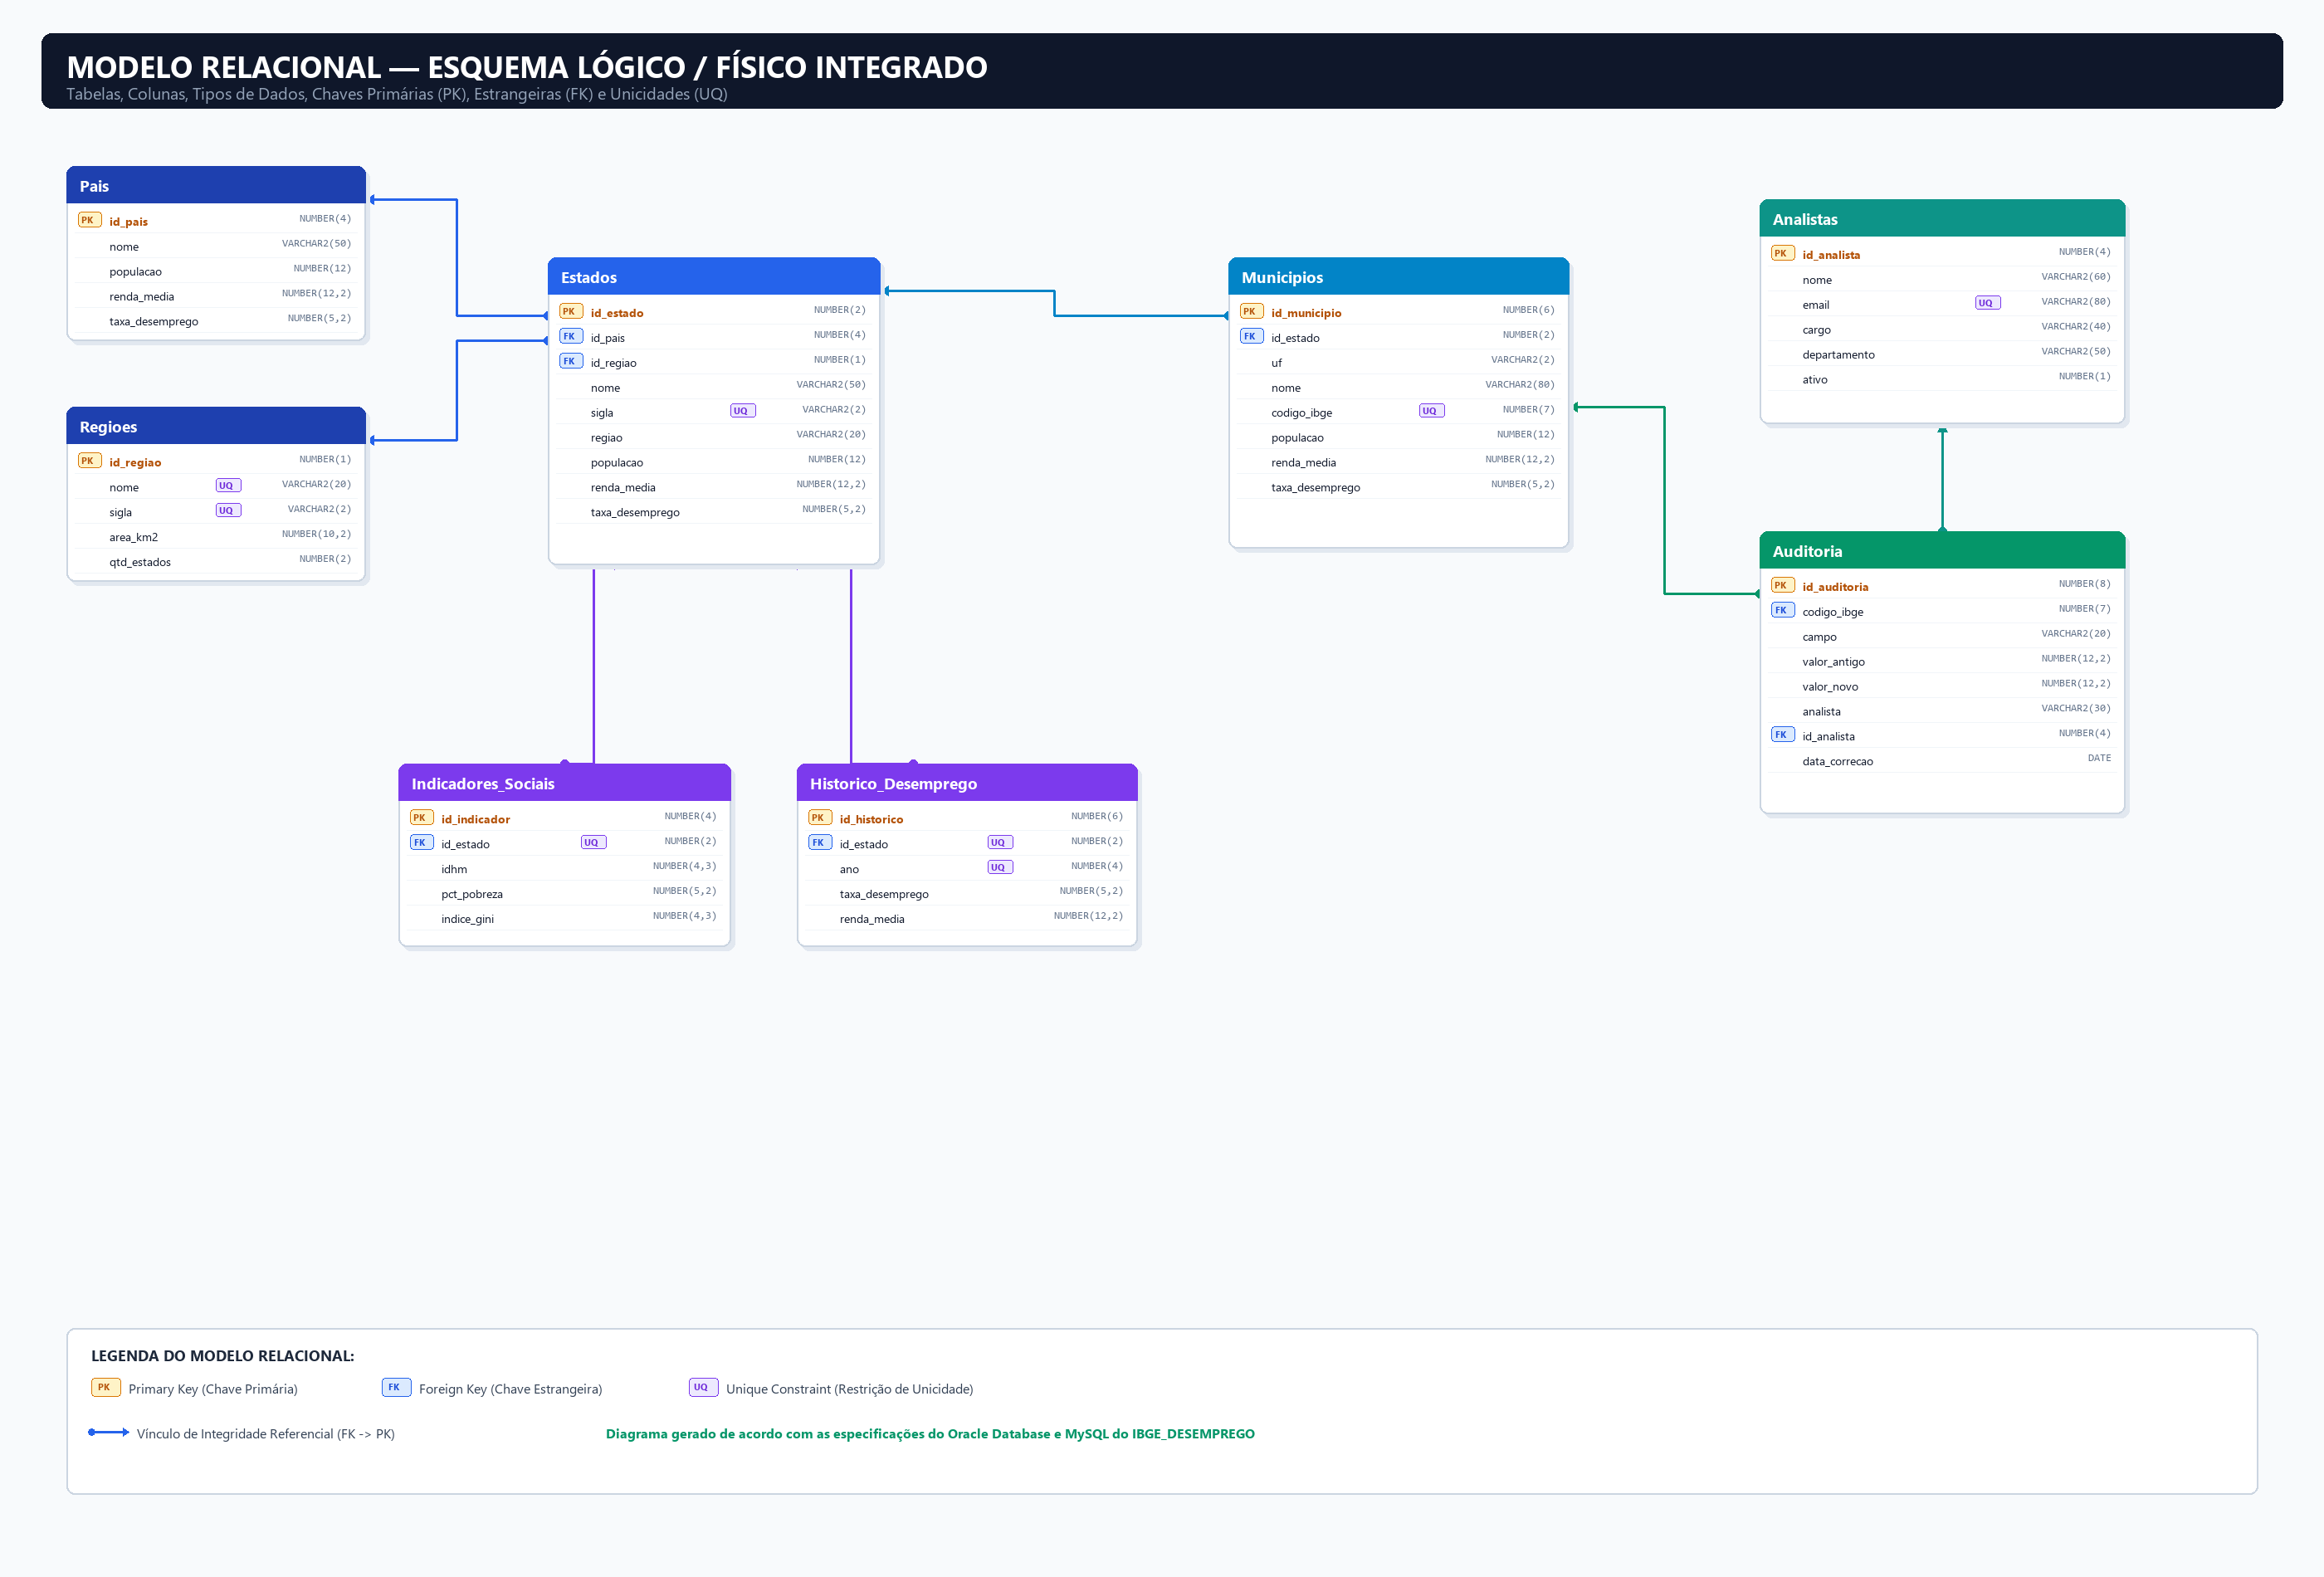 MODELO RELACIONAL — ESQUEMA LÓGICO / FÍSICO INTEGRADO
Tabelas, Colunas, Tipos de Dados, Chaves Primárias (PK), Estrangeiras (FK) e Unicidades (UQ)
Pais
PK id_pais NUMBER(4)
nome VARCHAR2(50)
populacao NUMBER(12)
renda_media NUMBER(12,2)
taxa_desemprego NUMBER(5,2)
Regioes
PK id_regiao NUMBER(1)
nome UQ VARCHAR2(20)
sigla UQ VARCHAR2(2)
area_km2 NUMBER(10,2)
qtd_estados NUMBER(2)
Estados
PK id_estado NUMBER(2)
FK id_pais NUMBER(4)
FK id_regiao NUMBER(1)
nome VARCHAR2(50)
sigla UQ VARCHAR2(2)
regiao VARCHAR2(20)
populacao NUMBER(12)
renda_media NUMBER(12,2)
taxa_desemprego NUMBER(5,2)
Municipios
PK id_municipio NUMBER(6)
FK id_estado NUMBER(2)
uf VARCHAR2(2)
nome VARCHAR2(80)
codigo_ibge UQ NUMBER(7)
populacao NUMBER(12)
renda_media NUMBER(12,2)
taxa_desemprego NUMBER(5,2)
Analistas
PK id_analista NUMBER(4)
nome VARCHAR2(60)
email UQ VARCHAR2(80)
cargo VARCHAR2(40)
departamento VARCHAR2(50)
ativo NUMBER(1)
Auditoria
PK id_auditoria NUMBER(8)
FK codigo_ibge NUMBER(7)
campo VARCHAR2(20)
valor_antigo NUMBER(12,2)
valor_novo NUMBER(12,2)
analista VARCHAR2(30)
FK id_analista NUMBER(4)
data_correcao DATE
Indicadores_Sociais
PK id_indicador NUMBER(4)
FK id_estado UQ NUMBER(2)
idhm NUMBER(4,3)
pct_pobreza NUMBER(5,2)
indice_gini NUMBER(4,3)
Historico_Desemprego
PK id_historico NUMBER(6)
FK id_estado UQ NUMBER(2)
ano UQ NUMBER(4)
taxa_desemprego NUMBER(5,2)
renda_media NUMBER(12,2)
LEGENDA DO MODELO RELACIONAL:
PK Primary Key (Chave Primária) FK Foreign Key (Chave Estrangeira) UQ Unique Constraint (Restrição de Unicidade)
Vínculo de Integridade Referencial (FK -> PK) Diagrama gerado de acordo com as especificações do Oracle Database e MySQL do IBGE_DESEMPREGO